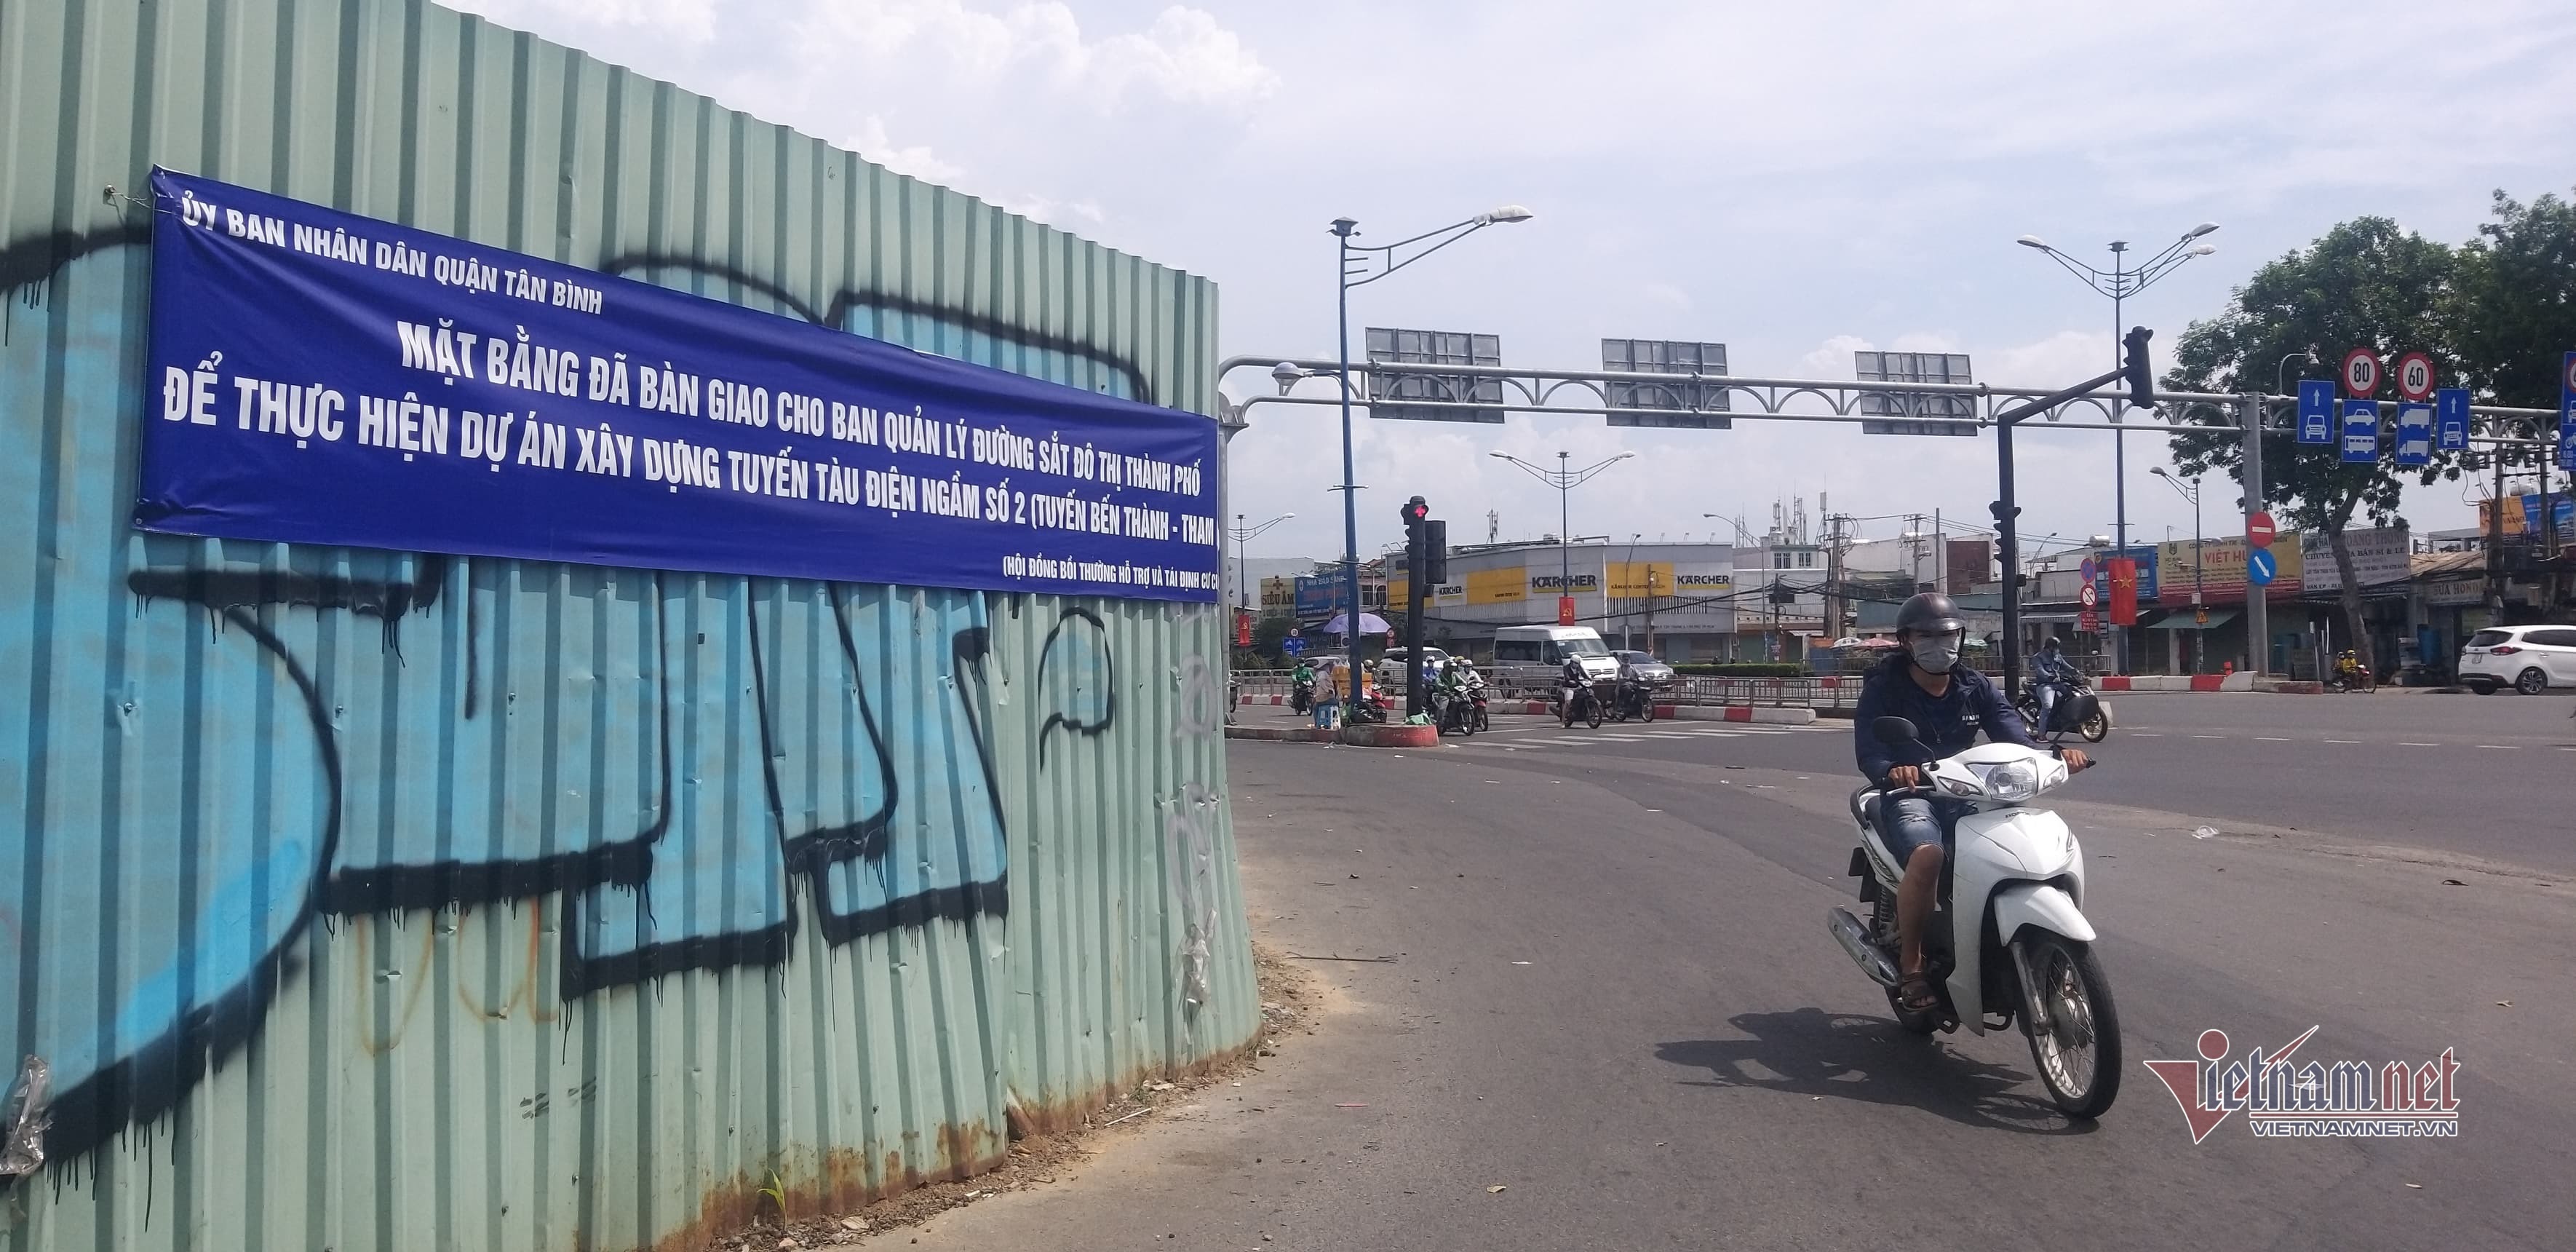 ỦY BAN NHÂN DÂN QUẬN TÂN BÌNH
MẶT BẰNG ĐÃ BÀN GIAO CHO BAN QUẢN LÝ ĐƯỜNG SẮT ĐÔ THỊ THÀNH PHỐ
ĐỂ THỰC HIỆN DỰ ÁN XÂY DỰNG TUYẾN TÀU ĐIỆN NGẦM SỐ 2 (TUYẾN BẾN THÀNH - THAM
(HỘI ĐỒNG BỒI THƯỜNG HỖ TRỢ VÀ TÁI ĐỊNH CƯ
80
60
KÄRCHER
KÄRCHER
KÄRCHER
SIÊU ÂM
VIỆT
Vietnamnet
VIETNAMNET.VN